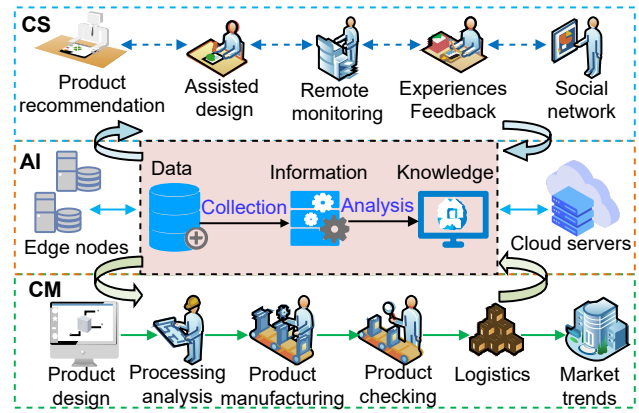 CS
Product
recommendation
Assisted
design
Remote
monitoring
Experiences
Feedback
Social
network
AI
Edge nodes
Data
Collection
Information
Analysis
Knowledge
Cloud servers
CM
Product
design
Processing
analysis
Product
manufacturing
Product
checking
Logistics
Market
trends